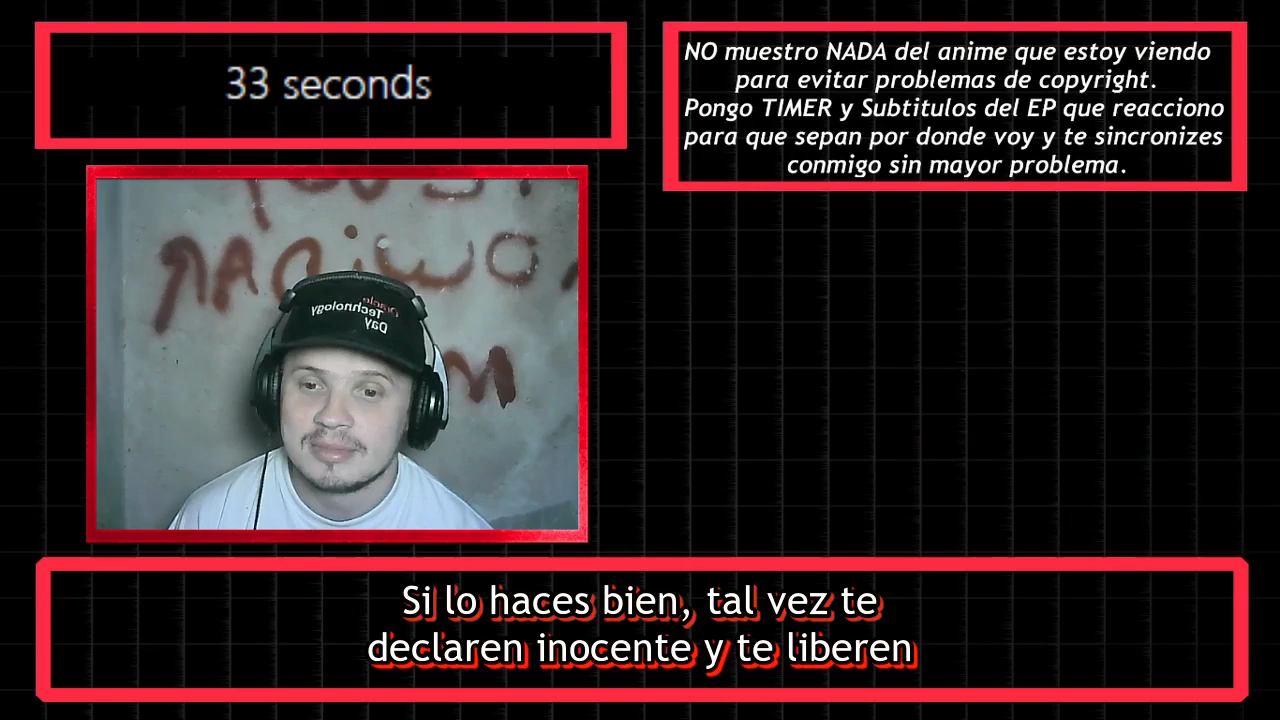 33 seconds
NO muestro NADA del anime que estoy viendo
para evitar problemas de copyright.
Pongo TIMER y Subtitulos del EP que reacciono
para que sepan por donde voy y te sincronizes
conmigo sin mayor problema.
Oracle
Technology
Day
Si lo haces bien, tal vez te
declaren inocente y te liberen